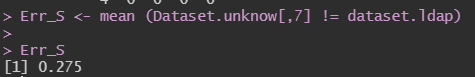 > Err_S <- mean (Dataset.unknow[,7] != dataset.ldap)
>
> Err_S
[1] 0.275